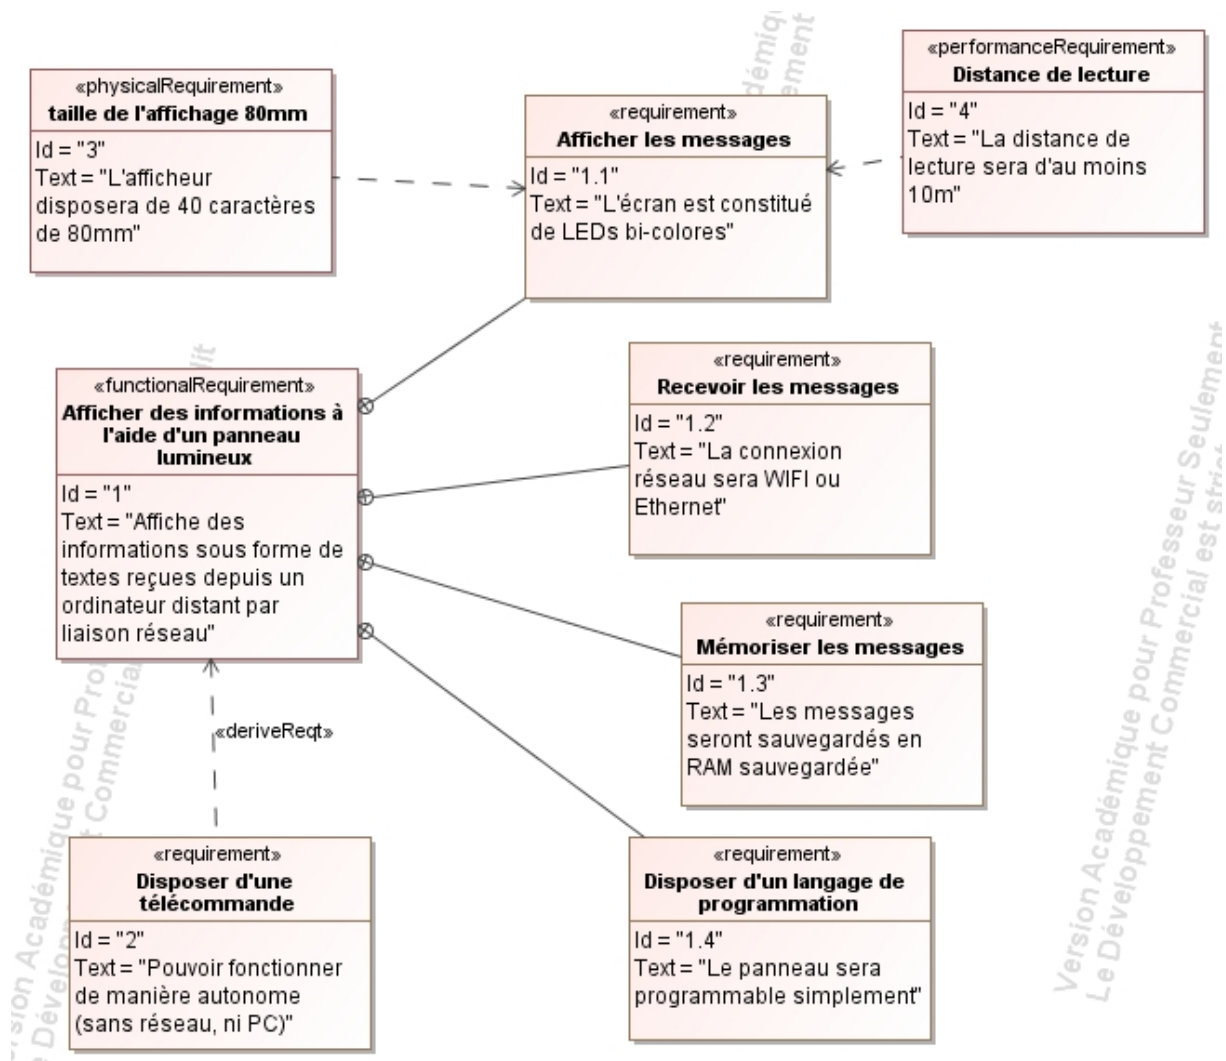 «physicalRequirement»
taille de l'affichage 80mm
Id = "3"
Text = "L'afficheur
disposera de 40 caractères
de 80mm"
«requirement»
Afficher les messages
Id = "1.1"
Text = "L'écran est constitué
de LEDs bi-colores"
«performanceRequirement»
Distance de lecture
Id = "4"
Text = "La distance de
lecture sera d'au moins
10m"
«functionalRequirement»
Afficher des informations à
l'aide d'un panneau
lumineux
Id = "1"
Text = "Affiche des
informations sous forme de
textes reçues depuis un
ordinateur distant par
liaison réseau"
«requirement»
Recevoir les messages
Id = "1.2"
Text = "La connexion
réseau sera WIFI ou
Ethernet"
«requirement»
Mémoriser les messages
Id = "1.3"
Text = "Les messages
seront sauvegardés en
RAM sauvegardée"
«deriveReqt»
«requirement»
Disposer d'une
télécommande
Id = "2"
Text = "Pouvoir fonctionner
de manière autonome
(sans réseau, ni PC)"
«requirement»
Disposer d'un langage de
programmation
Id = "1.4"
Text = "Le panneau sera
programmable simplement"
Version Académique pour Professeur Seulement
Le Développement Commercial est strict